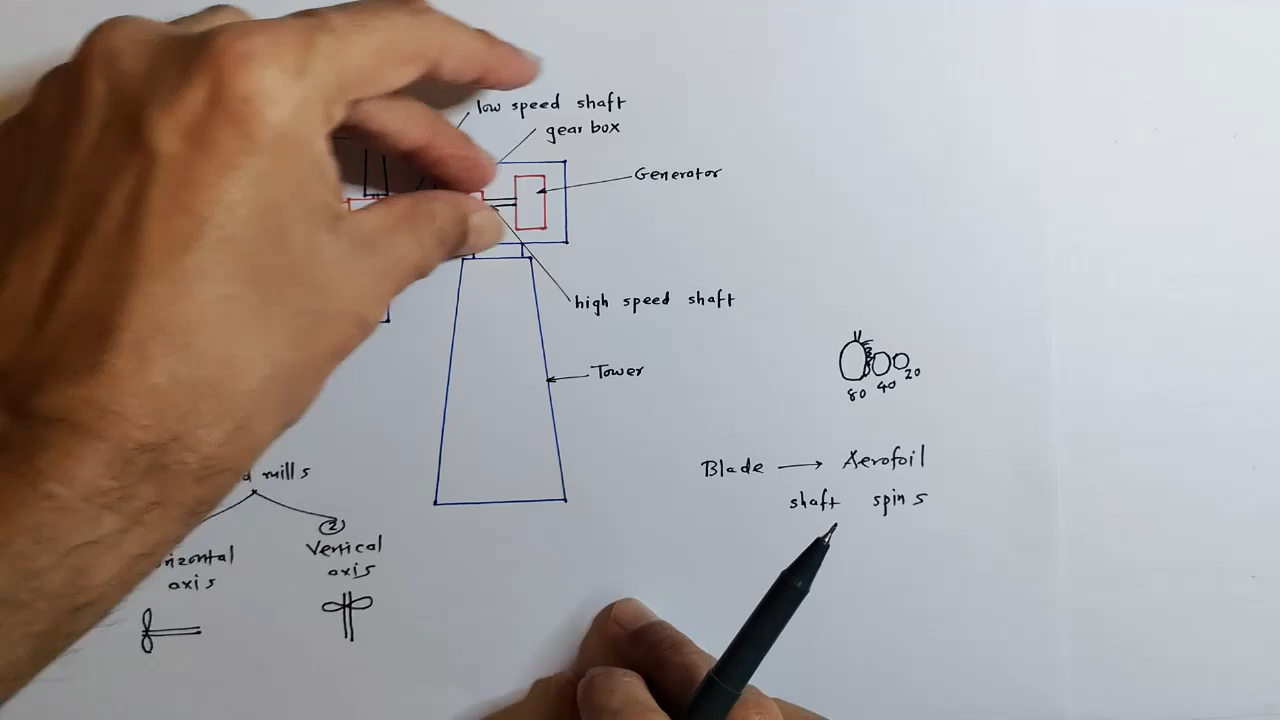 low speed shaft
gear box
Generator
high speed shaft
Tower
80 40 20
Blade → Aerofoil
shaft spins
mills
②
Vertical
axis
axis